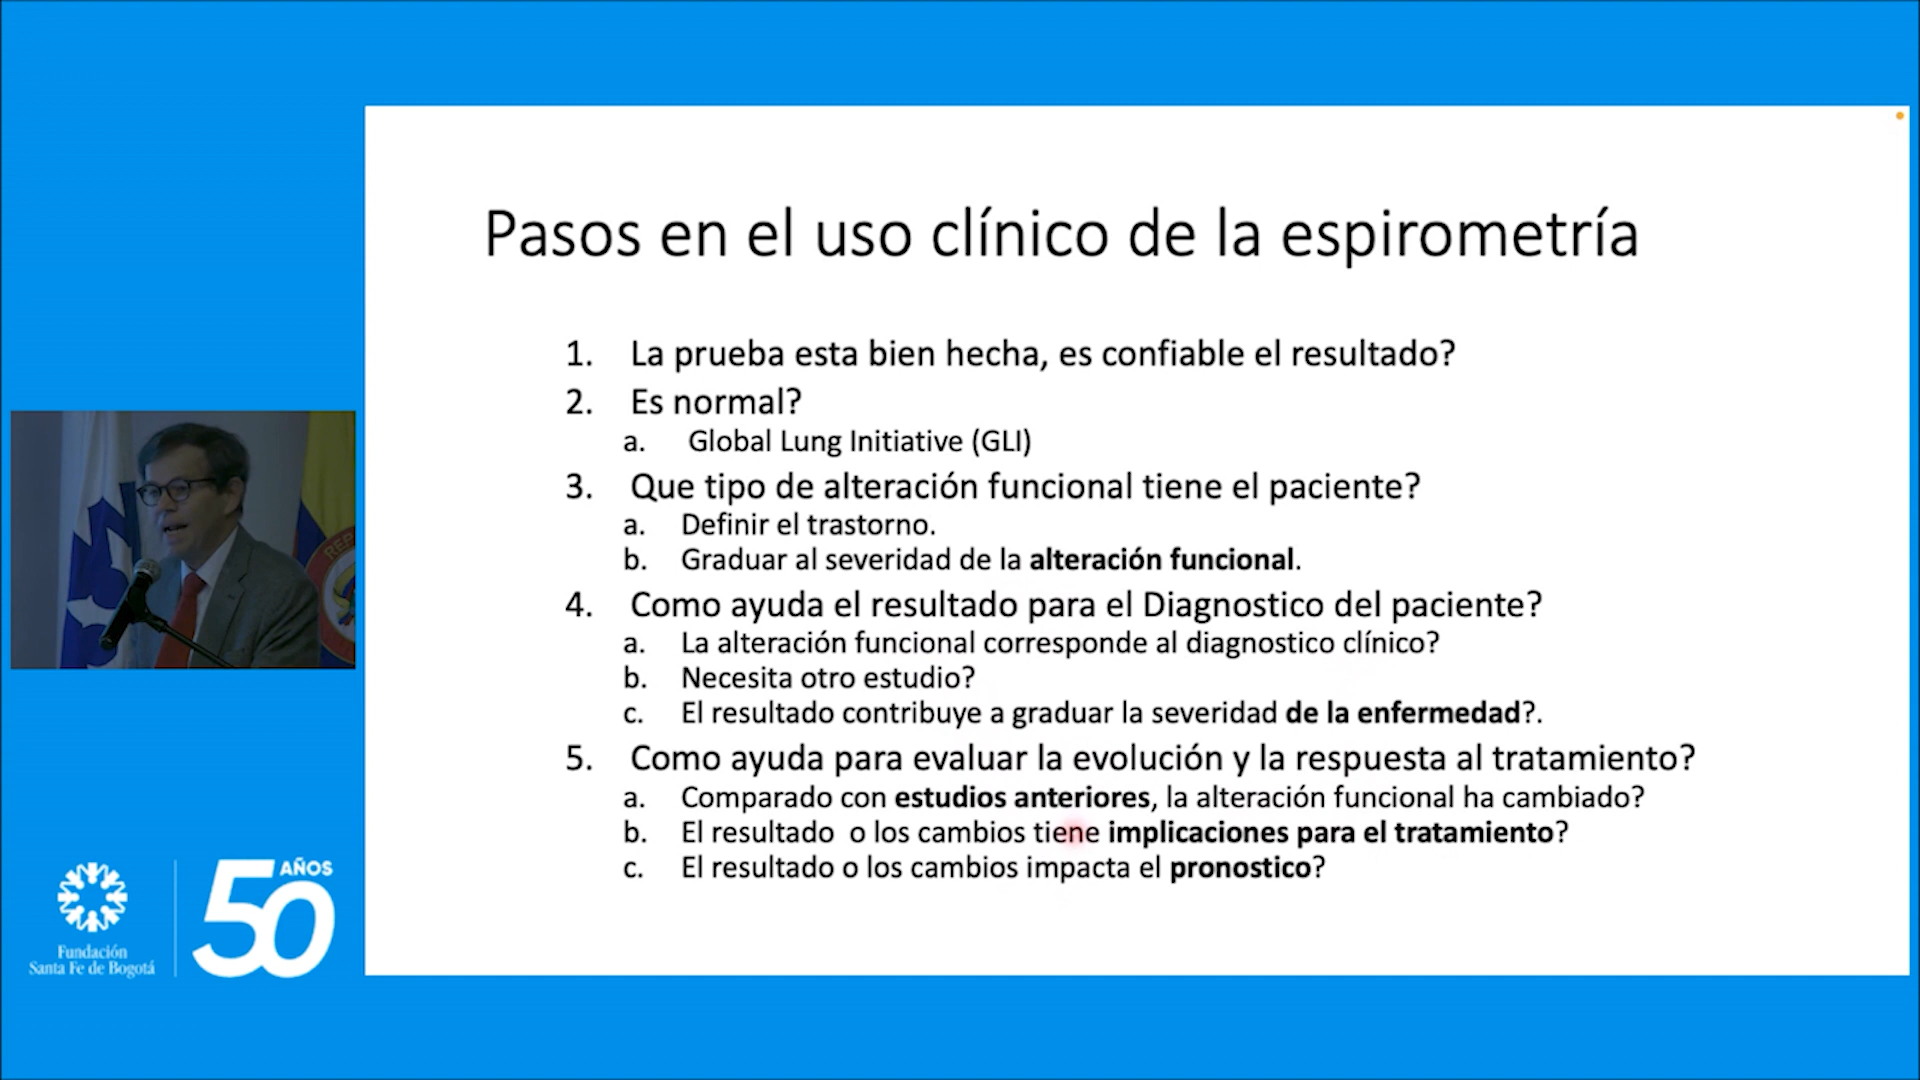 Pasos en el uso clínico de la espirometría
1. La prueba esta bien hecha, es confiable el resultado?
2. Es normal?
a. Global Lung Initiative (GLI)
3. Que tipo de alteración funcional tiene el paciente?
a. Definir el trastorno.
b. Graduar al severidad de la alteración funcional.
4. Como ayuda el resultado para el Diagnostico del paciente?
a. La alteración funcional corresponde al diagnostico clínico?
b. Necesita otro estudio?
c. El resultado contribuye a graduar la severidad de la enfermedad?.
5. Como ayuda para evaluar la evolución y la respuesta al tratamiento?
a. Comparado con estudios anteriores, la alteración funcional ha cambiado?
b. El resultado o los cambios tiene implicaciones para el tratamiento?
c. El resultado o los cambios impacta el pronostico?
REP
Fundación
Santa Fe de Bogotá
50 AÑOS